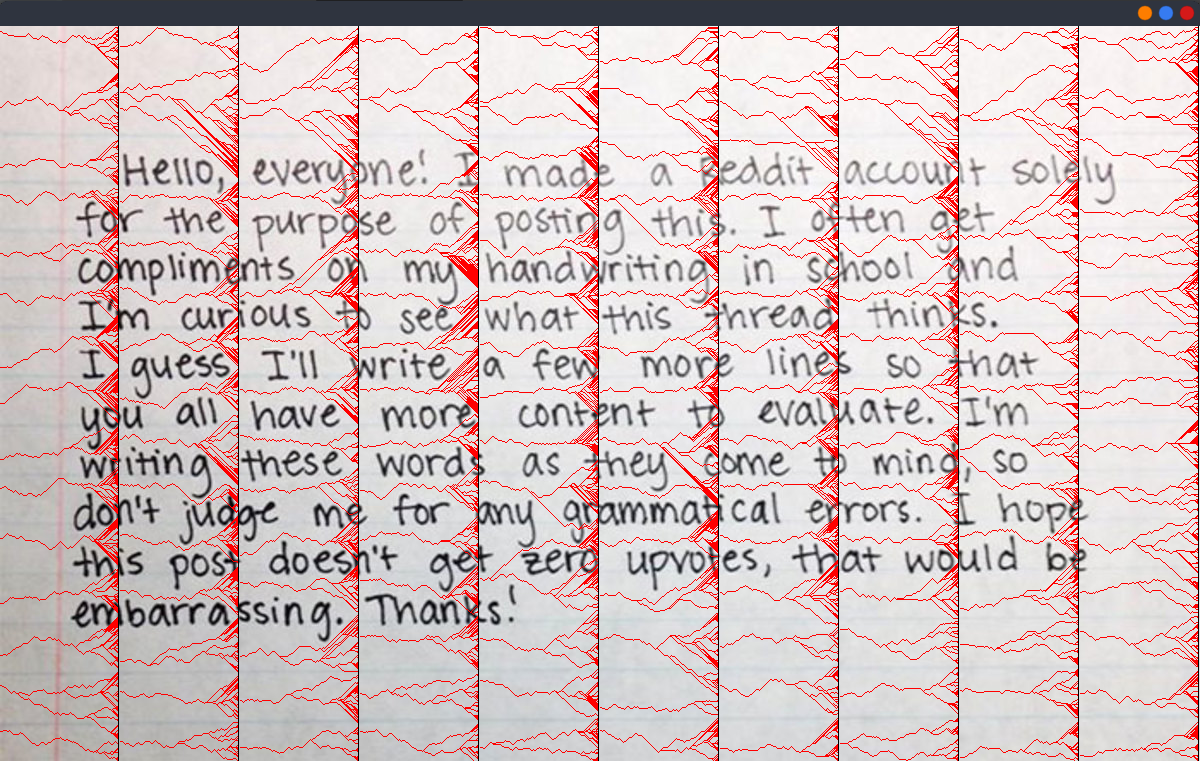 Hello, everyone! I made a Reddit account solely
for the purpose of posting this. I often get
compliments on my handwriting in school and
I'm curious to see what this thread thinks.
I guess I'll write a few more lines so that
you all have more content to evaluate. I'm
writing these words as they come to mind, so
don't judge me for any grammatical errors. I hope
this post doesn't get zero upvotes, that would be
embarrassing. Thanks!